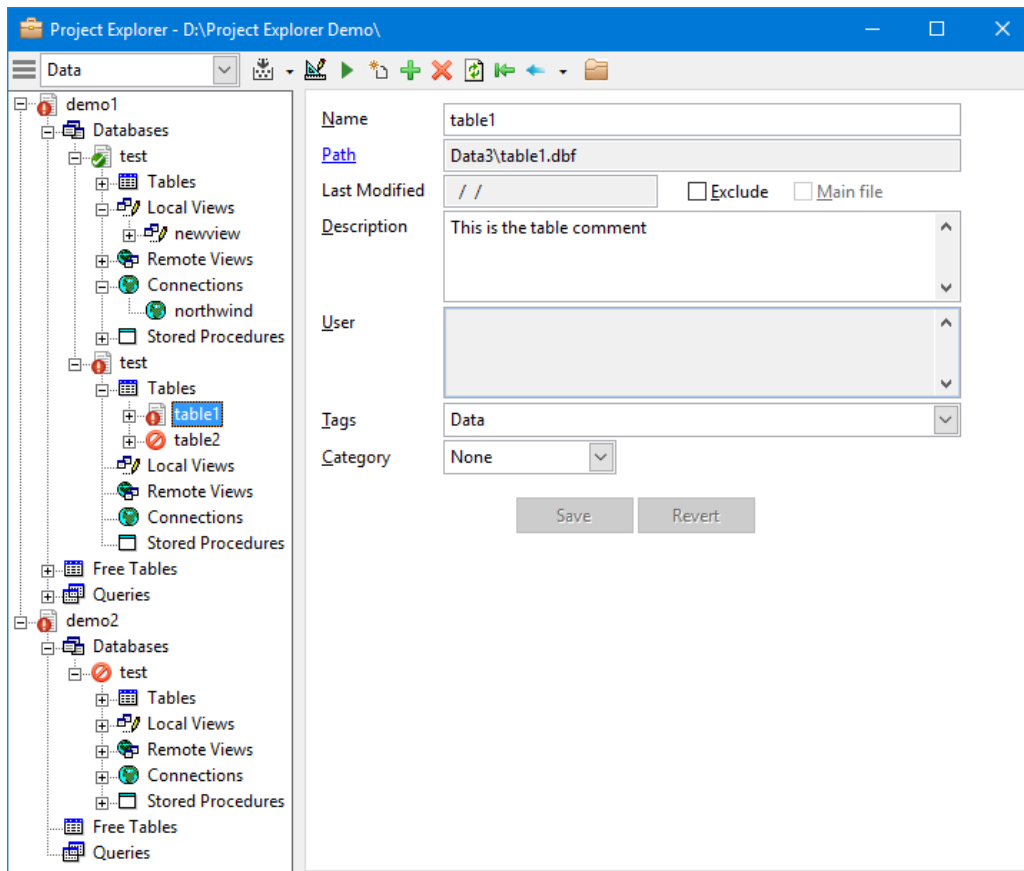 Project Explorer - D:\Project Explorer Demo\
Data
demo1
Databases
test
Tables
Local Views
newview
Remote Views
Connections
northwind
Stored Procedures
test
Tables
table1
table2
Local Views
Remote Views
Connections
Stored Procedures
Free Tables
Queries
demo2
Databases
test
Tables
Local Views
Remote Views
Connections
Stored Procedures
Free Tables
Queries
Name table1
Path Data3\table1.dbf
Last Modified / / Exclude Main file
Description This is the table comment
User
Tags Data
Category None
Save Revert